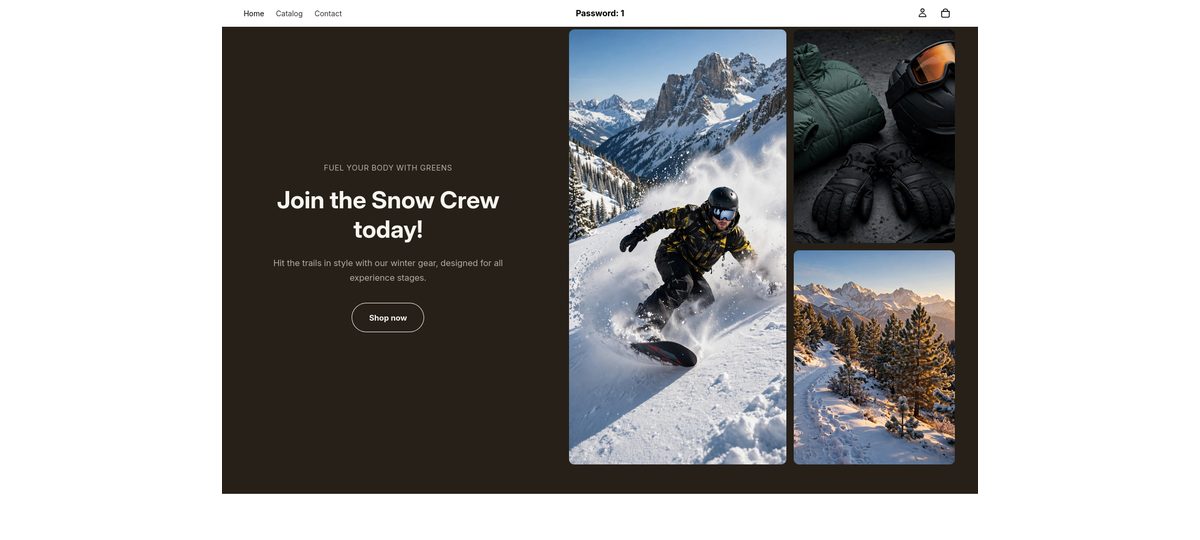 Home Catalog Contact Password: 1
FUEL YOUR BODY WITH GREENS
Join the Snow Crew
today!
Hit the trails in style with our winter gear, designed for all
experience stages.
Shop now